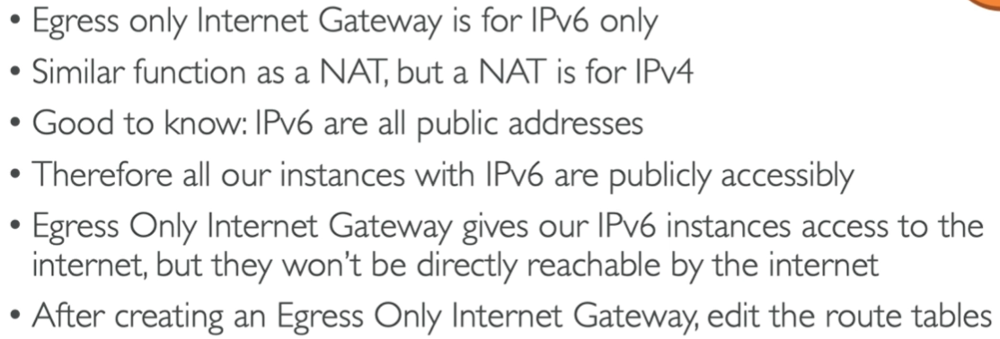 • Egress only Internet Gateway is for IPv6 only
• Similar function as a NAT, but a NAT is for IPv4
• Good to know: IPv6 are all public addresses
• Therefore all our instances with IPv6 are publicly accessibly
• Egress Only Internet Gateway gives our IPv6 instances access to the
internet, but they won't be directly reachable by the internet
• After creating an Egress Only Internet Gateway, edit the route tables